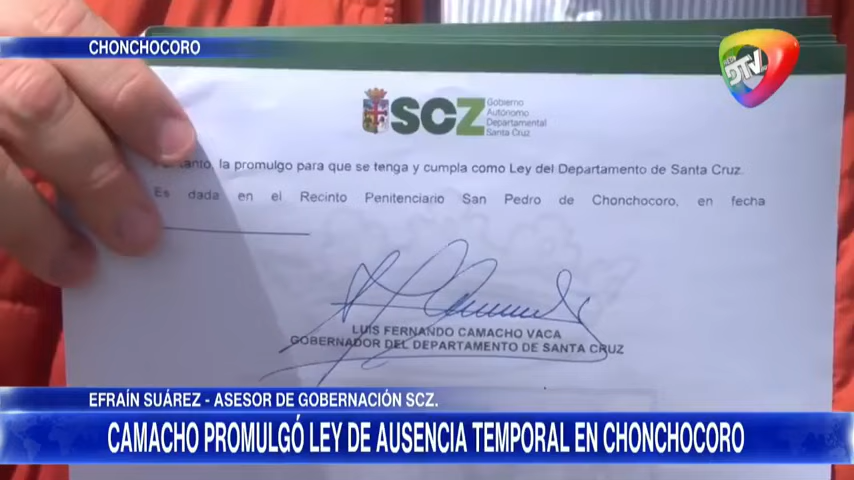 CHONCHOCORO
DTV
SCZ
Gobierno
Autónomo
Departamental
Santa Cruz
tanto, la promulgo para que se tenga y cumpla como Ley del Departamento de Santa Cruz.
Es dada en el Recinto Penitenciario San Pedro de Chonchocoro, en fecha
LUIS FERNANDO CAMACHO VACA
GOBERNADOR DEL DEPARTAMENTO DE SANTA CRUZ
EFRAÍN SUÁREZ - ASESOR DE GOBERNACIÓN SCZ.
CAMACHO PROMULGÓ LEY DE AUSENCIA TEMPORAL EN CHONCHOCORO